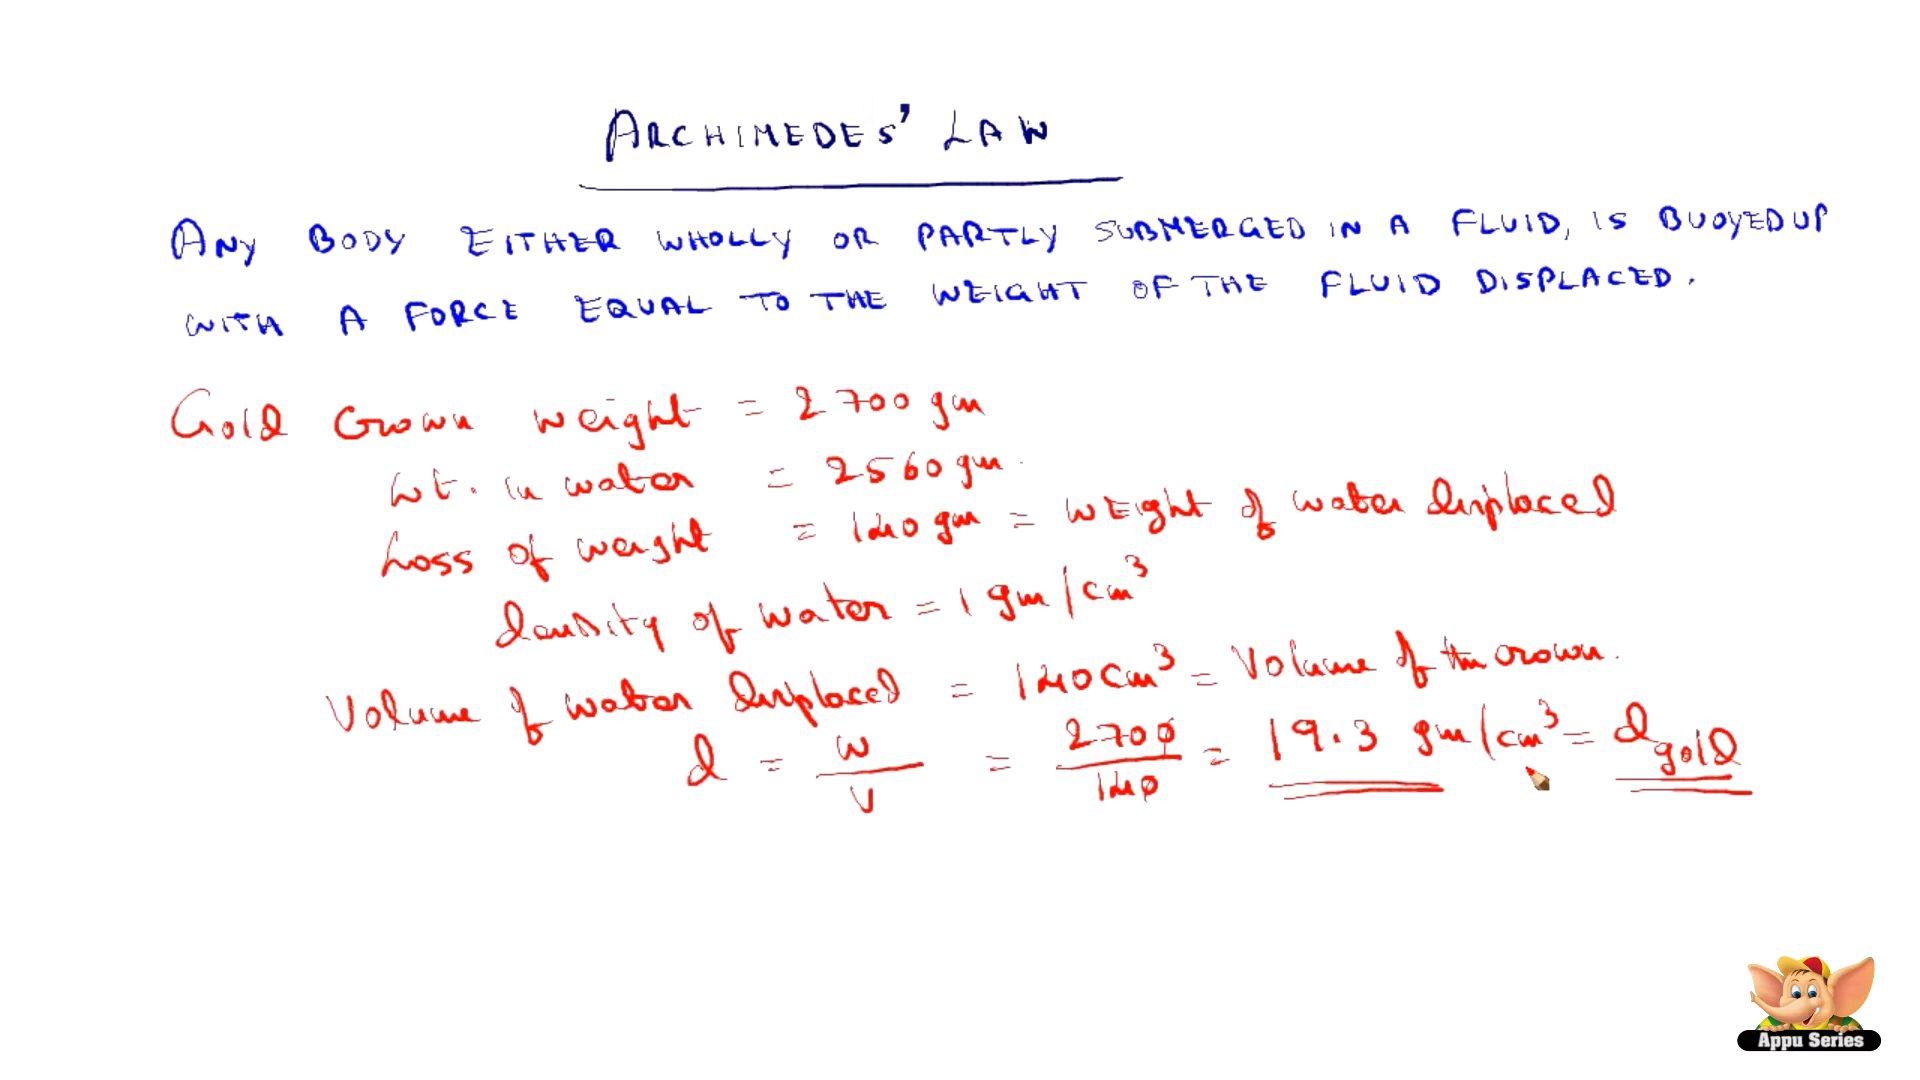 ARCHIMEDES' LAW
ANY BODY EITHER WHOLLY OR PARTLY SUBMERGED IN A FLUID, IS BUOYED UP
WITH A FORCE EQUAL TO THE WEIGHT OF THE FLUID DISPLACED.
Gold Crown weight = 2700 gm
Wt. in water = 2560 gm.
Loss of weight = 140 gm = WEight of water displaced
density of water = 1 gm/cm³
Volume of water displaced = 140 cm³ = Volume of the crown.
d = W/V = 2700/140 = 19.3 gm/cm³ = d gold
Appu Series